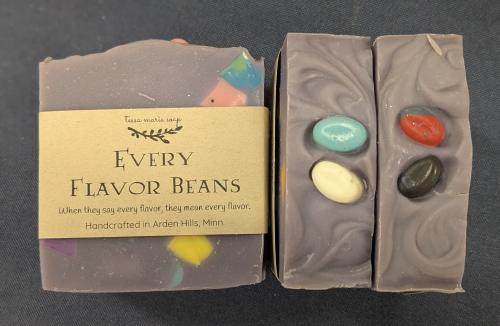 tessa marie soap
EVERY
FLAVOR BEANS
When they say every flavor, they mean every flavor.
Handcrafted in Arden Hills, Minn.